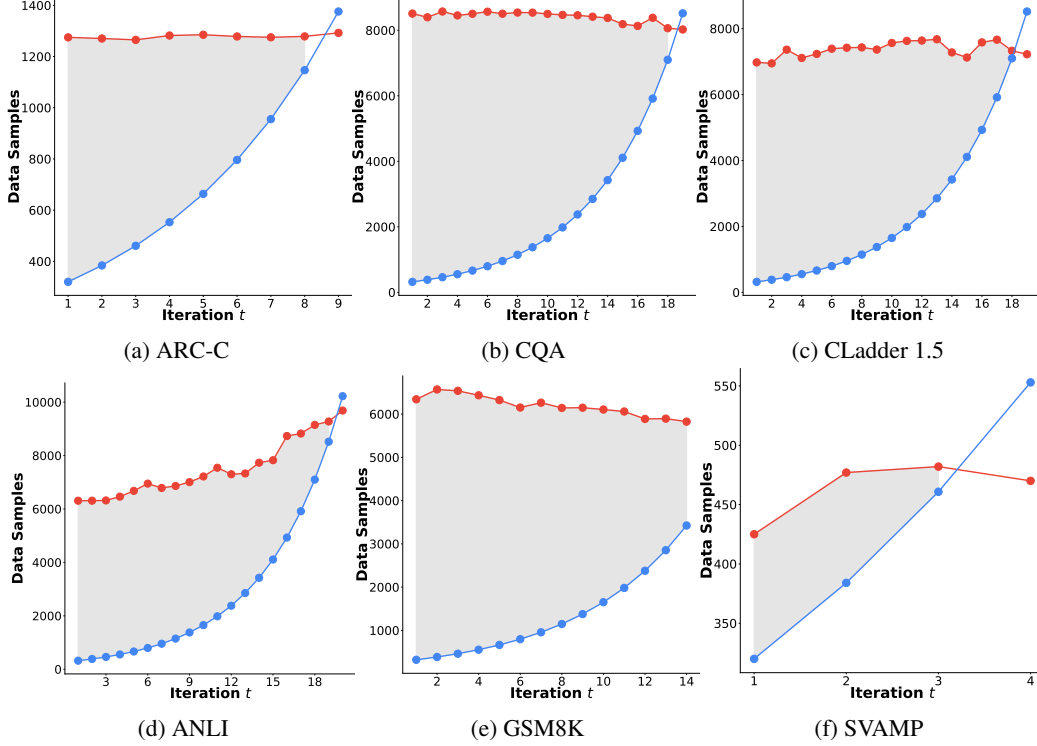 1400
1200
1000
800
600
400
Data Samples
1 2 3 4 5 6 7 8 9
Iteration t
(a) ARC-C
8000
6000
4000
2000
0
Data Samples
2 4 6 8 10 12 14 16 18
Iteration t
(b) CQA
8000
6000
4000
2000
0
Data Samples
2 4 6 8 10 12 14 16 18
Iteration t
(c) CLadder 1.5
10000
8000
6000
4000
2000
0
Data Samples
3 6 9 12 15 18
Iteration t
(d) ANLI
6000
5000
4000
3000
2000
1000
Data Samples
2 4 6 8 10 12 14
Iteration t
(e) GSM8K
550
500
450
400
350
Data Samples
1 2 3 4
Iteration t
(f) SVAMP